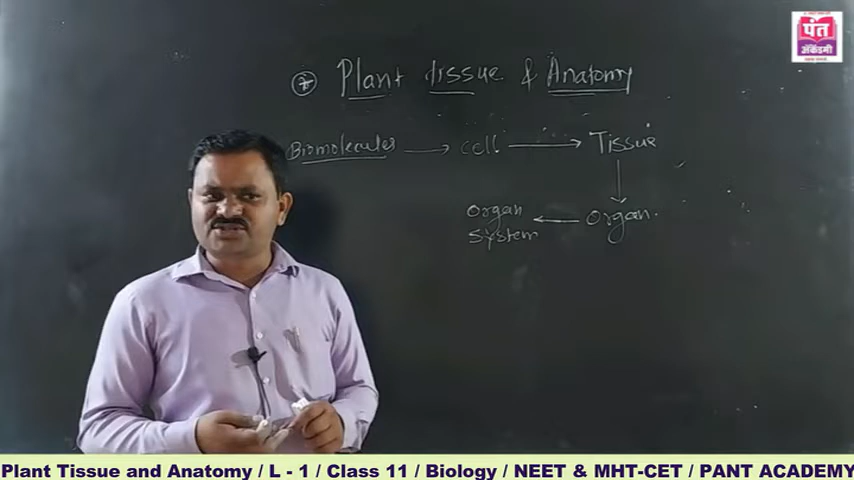 पंत
अकॅडमी
Plant tissue & Anatomy
Biomolecules → cell → Tissue
Organ System ← Organ.
Plant Tissue and Anatomy / L - 1 / Class 11 / Biology / NEET & MHT-CET / PANT ACADEMY